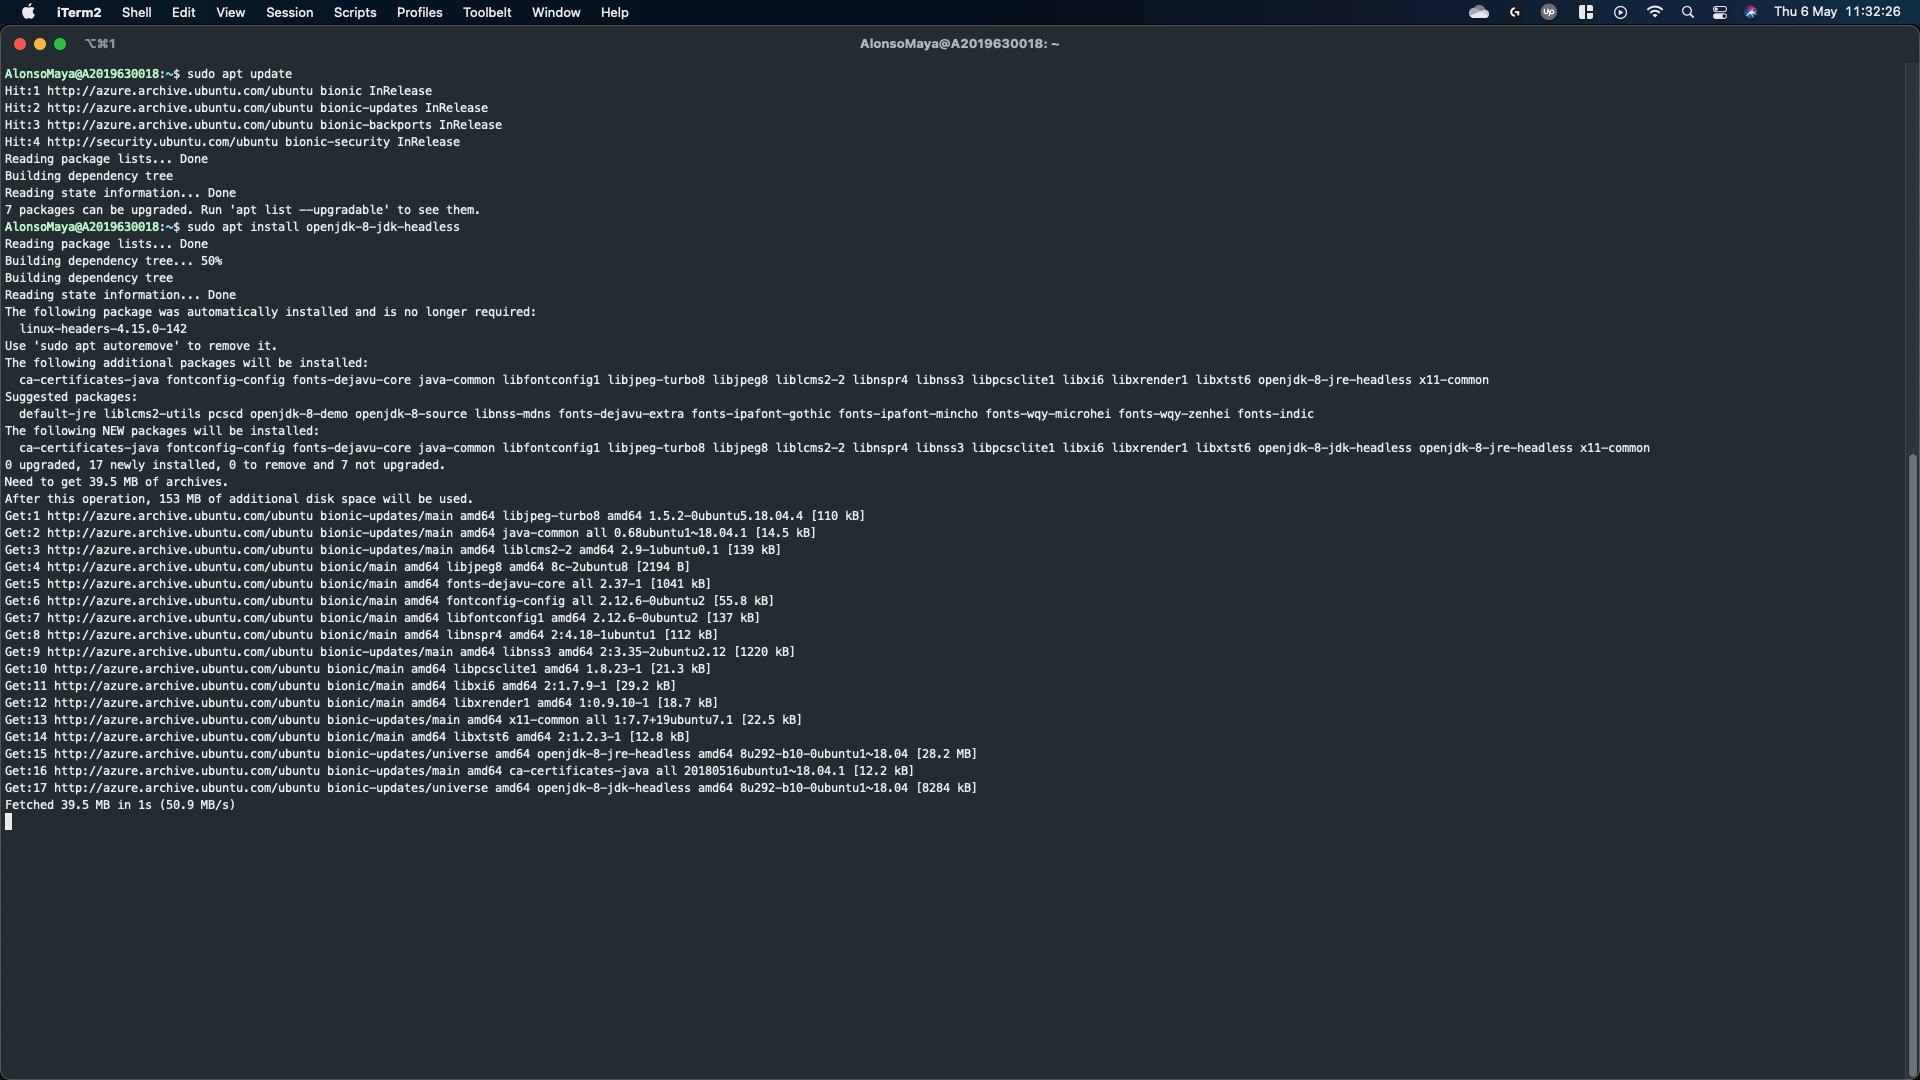 iTerm2 Shell Edit View Session Scripts Profiles Toolbelt Window Help UP Thu 6 May 11:32:26
⌥⌘1 AlonsoMaya@A2019630018: ~
AlonsoMaya@A2019630018:~$ sudo apt update
Hit:1 http://azure.archive.ubuntu.com/ubuntu bionic InRelease
Hit:2 http://azure.archive.ubuntu.com/ubuntu bionic-updates InRelease
Hit:3 http://azure.archive.ubuntu.com/ubuntu bionic-backports InRelease
Hit:4 http://security.ubuntu.com/ubuntu bionic-security InRelease
Reading package lists... Done
Building dependency tree
Reading state information... Done
7 packages can be upgraded. Run 'apt list --upgradable' to see them.
AlonsoMaya@A2019630018:~$ sudo apt install openjdk-8-jdk-headless
Reading package lists... Done
Building dependency tree... 50%
Building dependency tree
Reading state information... Done
The following package was automatically installed and is no longer required:
  linux-headers-4.15.0-142
Use 'sudo apt autoremove' to remove it.
The following additional packages will be installed:
  ca-certificates-java fontconfig-config fonts-dejavu-core java-common libfontconfig1 libjpeg-turbo8 libjpeg8 liblcms2-2 libnspr4 libnss3 libpcsclite1 libxi6 libxrender1 libxtst6 openjdk-8-jre-headless x11-common
Suggested packages:
  default-jre liblcms2-utils pcscd openjdk-8-demo openjdk-8-source libnss-mdns fonts-dejavu-extra fonts-ipafont-gothic fonts-ipafont-mincho fonts-wqy-microhei fonts-wqy-zenhei fonts-indic
The following NEW packages will be installed:
  ca-certificates-java fontconfig-config fonts-dejavu-core java-common libfontconfig1 libjpeg-turbo8 libjpeg8 liblcms2-2 libnspr4 libnss3 libpcsclite1 libxi6 libxrender1 libxtst6 openjdk-8-jdk-headless openjdk-8-jre-headless x11-common
0 upgraded, 17 newly installed, 0 to remove and 7 not upgraded.
Need to get 39.5 MB of archives.
After this operation, 153 MB of additional disk space will be used.
Get:1 http://azure.archive.ubuntu.com/ubuntu bionic-updates/main amd64 libjpeg-turbo8 amd64 1.5.2-0ubuntu5.18.04.4 [110 kB]
Get:2 http://azure.archive.ubuntu.com/ubuntu bionic-updates/main amd64 java-common all 0.68ubuntu1~18.04.1 [14.5 kB]
Get:3 http://azure.archive.ubuntu.com/ubuntu bionic-updates/main amd64 liblcms2-2 amd64 2.9-1ubuntu0.1 [139 kB]
Get:4 http://azure.archive.ubuntu.com/ubuntu bionic/main amd64 libjpeg8 amd64 8c-2ubuntu8 [2194 B]
Get:5 http://azure.archive.ubuntu.com/ubuntu bionic/main amd64 fonts-dejavu-core all 2.37-1 [1041 kB]
Get:6 http://azure.archive.ubuntu.com/ubuntu bionic/main amd64 fontconfig-config all 2.12.6-0ubuntu2 [55.8 kB]
Get:7 http://azure.archive.ubuntu.com/ubuntu bionic/main amd64 libfontconfig1 amd64 2.12.6-0ubuntu2 [137 kB]
Get:8 http://azure.archive.ubuntu.com/ubuntu bionic/main amd64 libnspr4 amd64 2:4.18-1ubuntu1 [112 kB]
Get:9 http://azure.archive.ubuntu.com/ubuntu bionic-updates/main amd64 libnss3 amd64 2:3.35-2ubuntu2.12 [1220 kB]
Get:10 http://azure.archive.ubuntu.com/ubuntu bionic/main amd64 libpcsclite1 amd64 1.8.23-1 [21.3 kB]
Get:11 http://azure.archive.ubuntu.com/ubuntu bionic/main amd64 libxi6 amd64 2:1.7.9-1 [29.2 kB]
Get:12 http://azure.archive.ubuntu.com/ubuntu bionic/main amd64 libxrender1 amd64 1:0.9.10-1 [18.7 kB]
Get:13 http://azure.archive.ubuntu.com/ubuntu bionic-updates/main amd64 x11-common all 1:7.7+19ubuntu7.1 [22.5 kB]
Get:14 http://azure.archive.ubuntu.com/ubuntu bionic/main amd64 libxtst6 amd64 2:1.2.3-1 [12.8 kB]
Get:15 http://azure.archive.ubuntu.com/ubuntu bionic-updates/universe amd64 openjdk-8-jre-headless amd64 8u292-b10-0ubuntu1~18.04 [28.2 MB]
Get:16 http://azure.archive.ubuntu.com/ubuntu bionic-updates/main amd64 ca-certificates-java all 20180516ubuntu1~18.04.1 [12.2 kB]
Get:17 http://azure.archive.ubuntu.com/ubuntu bionic-updates/universe amd64 openjdk-8-jdk-headless amd64 8u292-b10-0ubuntu1~18.04 [8284 kB]
Fetched 39.5 MB in 1s (50.9 MB/s)